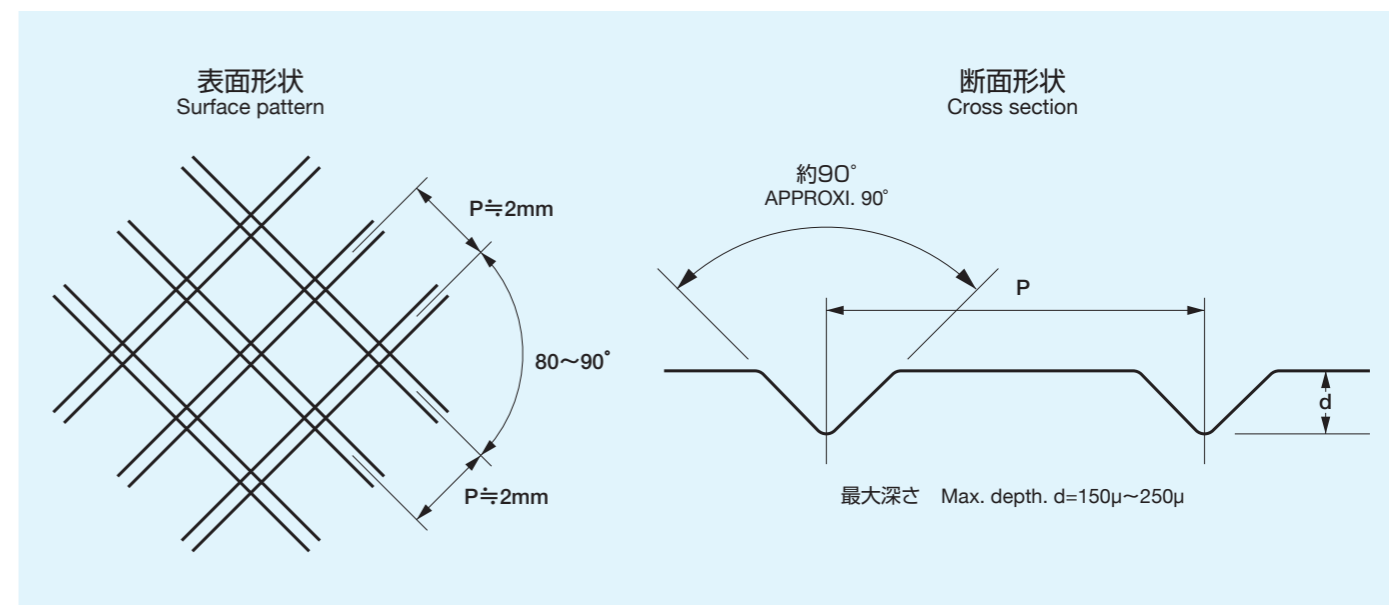 表面形状
Surface pattern
P≒2mm
80〜90°
P≒2mm
断面形状
Cross section
約90°
APPROXI. 90°
P
d
最大深さ Max. depth. d=150μ~250μ